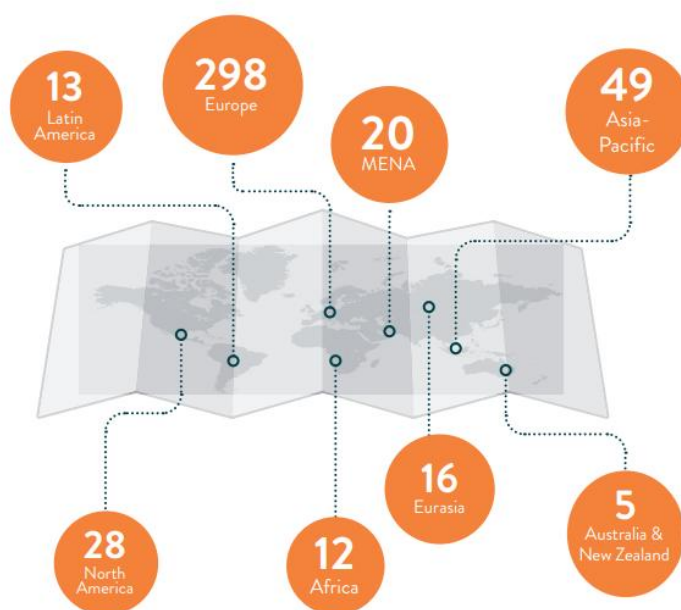 13
Latin
America
298
Europe
20
MENA
49
Asia-
Pacific
28
North
America
12
Africa
16
Eurasia
5
Australia &
New Zealand